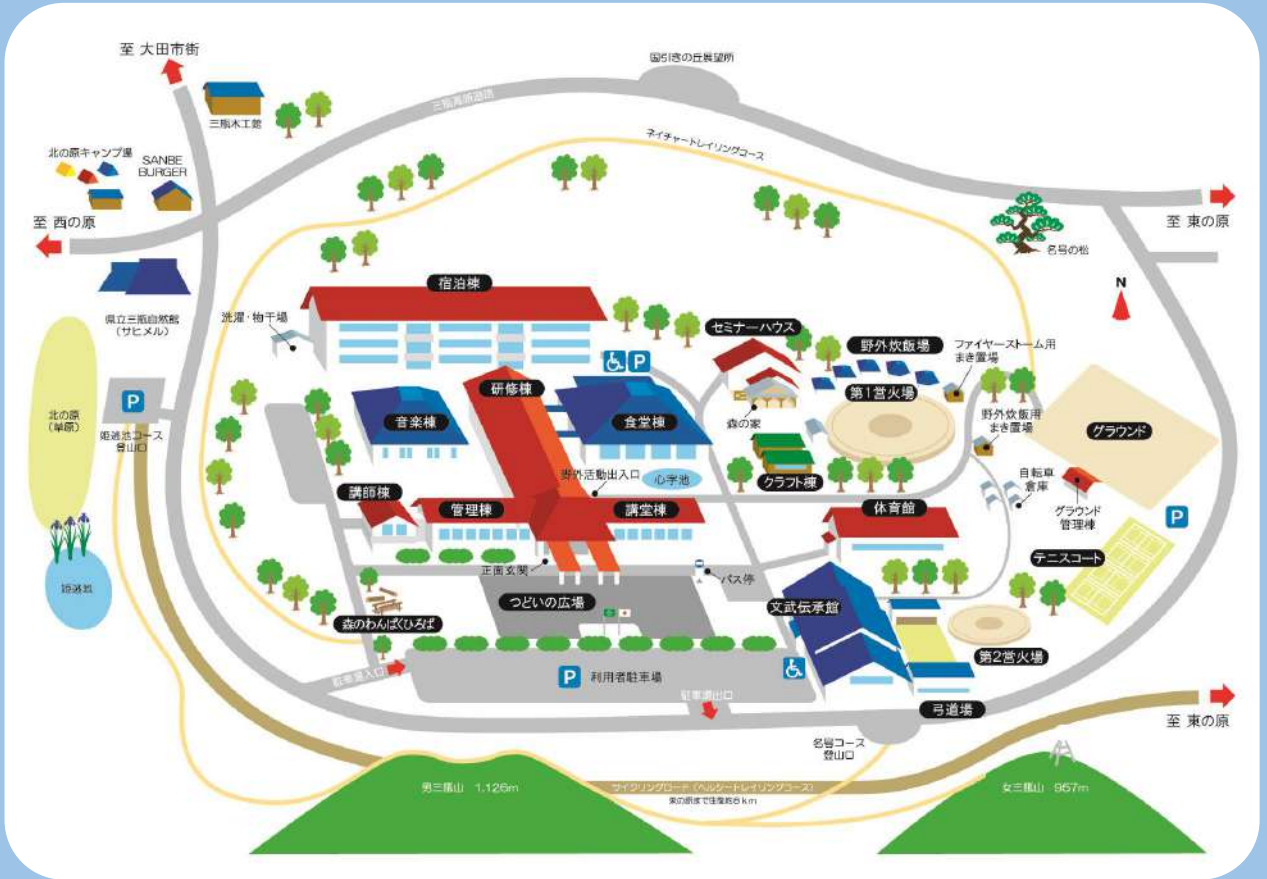 至 大田市街
国引きの丘展望所
三瓶木工館
三瓶高原道路
ネイチャートレイリングコース
北の原キャンプ場
SANBE
BURGER
至 西の原
至 東の原
名号の松
N
県立三瓶自然館
(サヒメル)
宿泊棟
洗濯・物干場
セミナーハウス
野外炊飯場
ファイヤーストーム用
まき置場
P
研修棟
第1営火場
北の原
(草原)
P
音楽棟
食堂棟
森の家
野外炊飯用
まき置場
グラウンド
姫逃池コース
登山口
野外活動出入口
心字池
クラフト棟
自転車
倉庫
講師棟
管理棟
講堂棟
体育館
グラウンド
管理棟
P
正面玄関
バス停
テニスコート
姫逃池
つどいの広場
文武伝承館
森のわんぱくひろば
第2営火場
駐車場入口
P
利用者駐車場
駐車場出口
弓道場
至 東の原
名号コース
登山口
男三瓶山 1,126m
サイクリングロード(ヘルシートレイリングコース)
東の原まで往復約6km
女三瓶山 957m